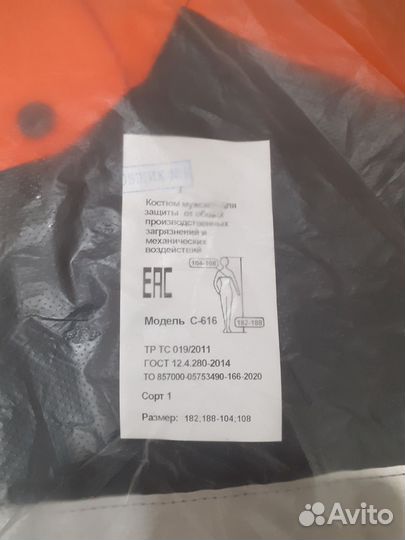 Костюм мужской для
защиты от общих
производственных
загрязнений и
механических
воздействий
EAC
104-108
182-188
Модель С-616
ТР ТС 019/2011
ГОСТ 12.4.280-2014
ТО 857000-05753490-166-2020
Сорт 1
Размер: 182;188-104;108
Avito